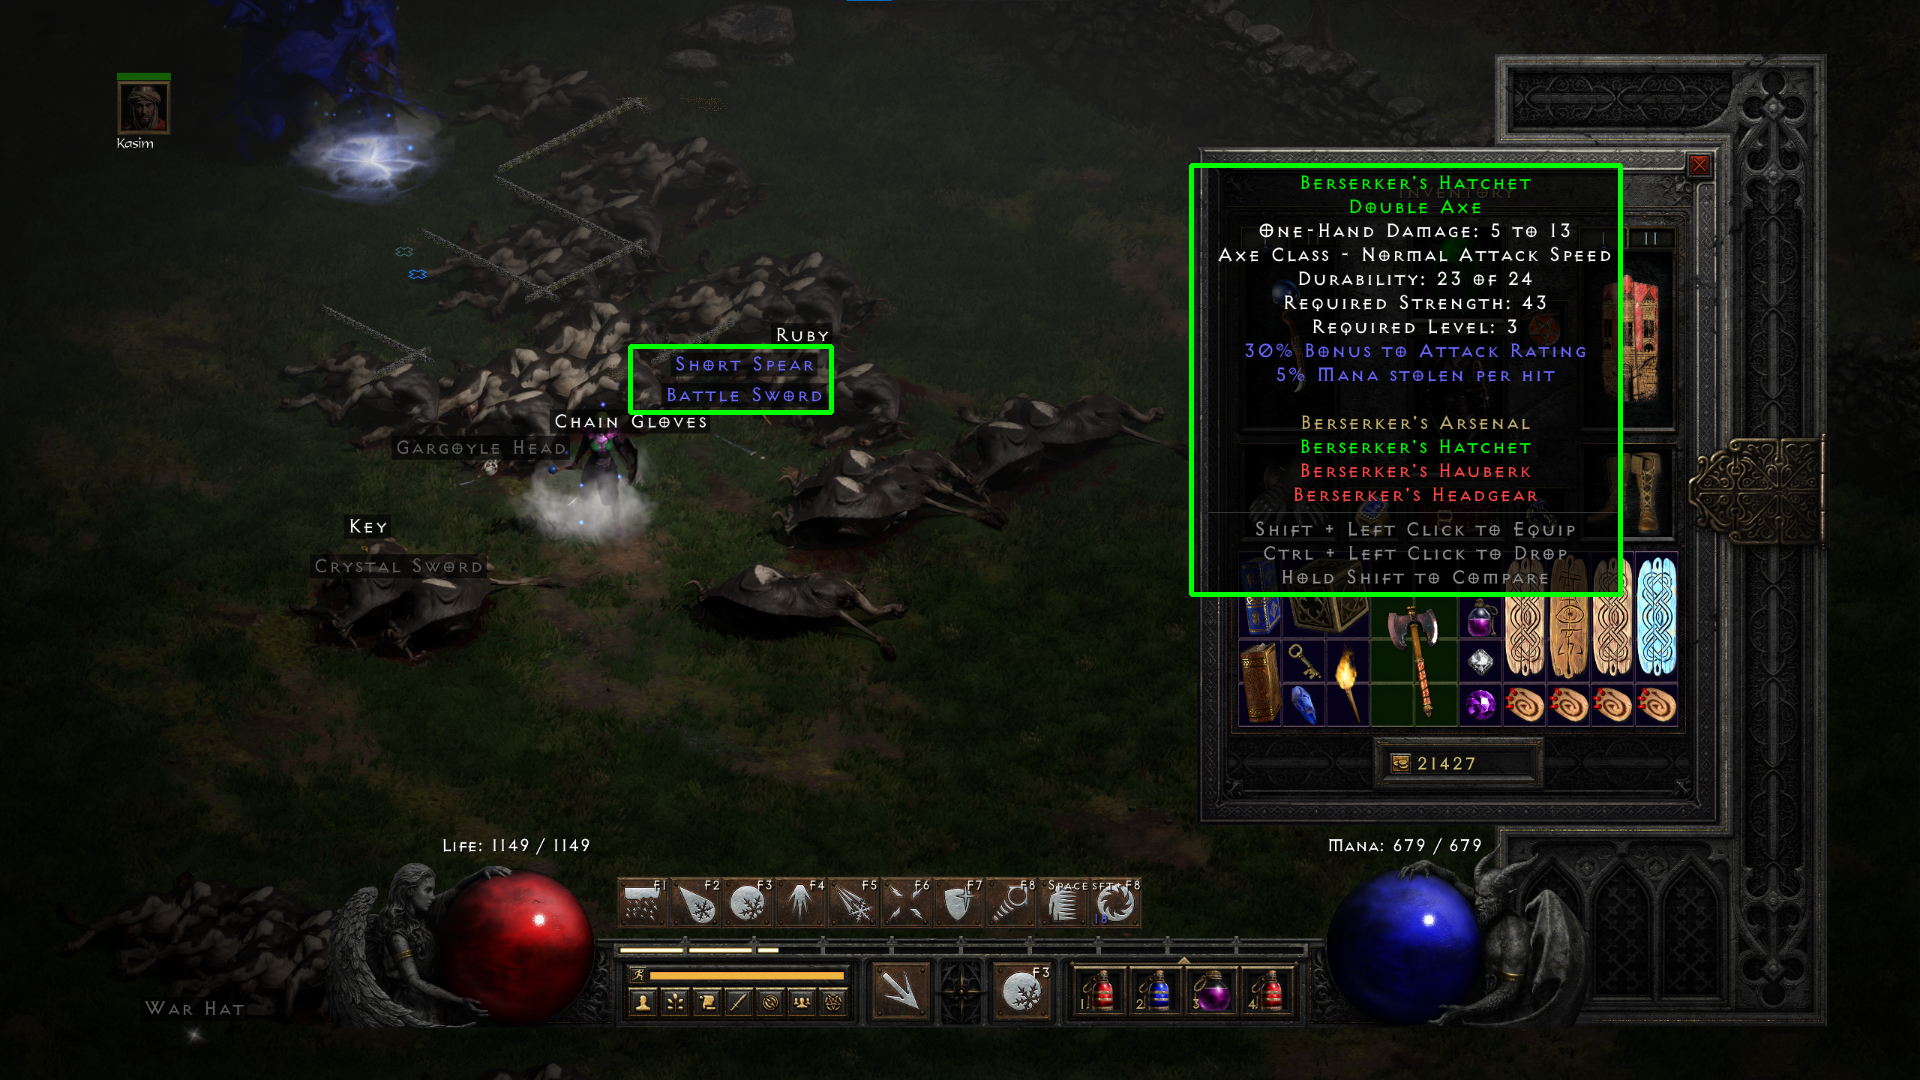 Kasim
Ruby
Short Spear
Battle Sword
Chain Gloves
Gargoyle Head
Key
Crystal Sword
War Hat
Inventory
II
Berserker's Hatchet
Double Axe
One-Hand Damage: 5 to 13
Axe Class - Normal Attack Speed
Durability: 23 of 24
Required Strength: 43
Required Level: 3
30% Bonus to Attack Rating
5% Mana stolen per hit
Berserker's Arsenal
Berserker's Hatchet
Berserker's Hauberk
Berserker's Headgear
Shift + Left Click to Equip
Ctrl + Left Click to Drop
Hold Shift to Compare
21427
Life: 1149 / 1149
Mana: 679 / 679
F1 F2 F3 F4 F5 F6 F7 F8 Space F8
F3
1 2 3 4